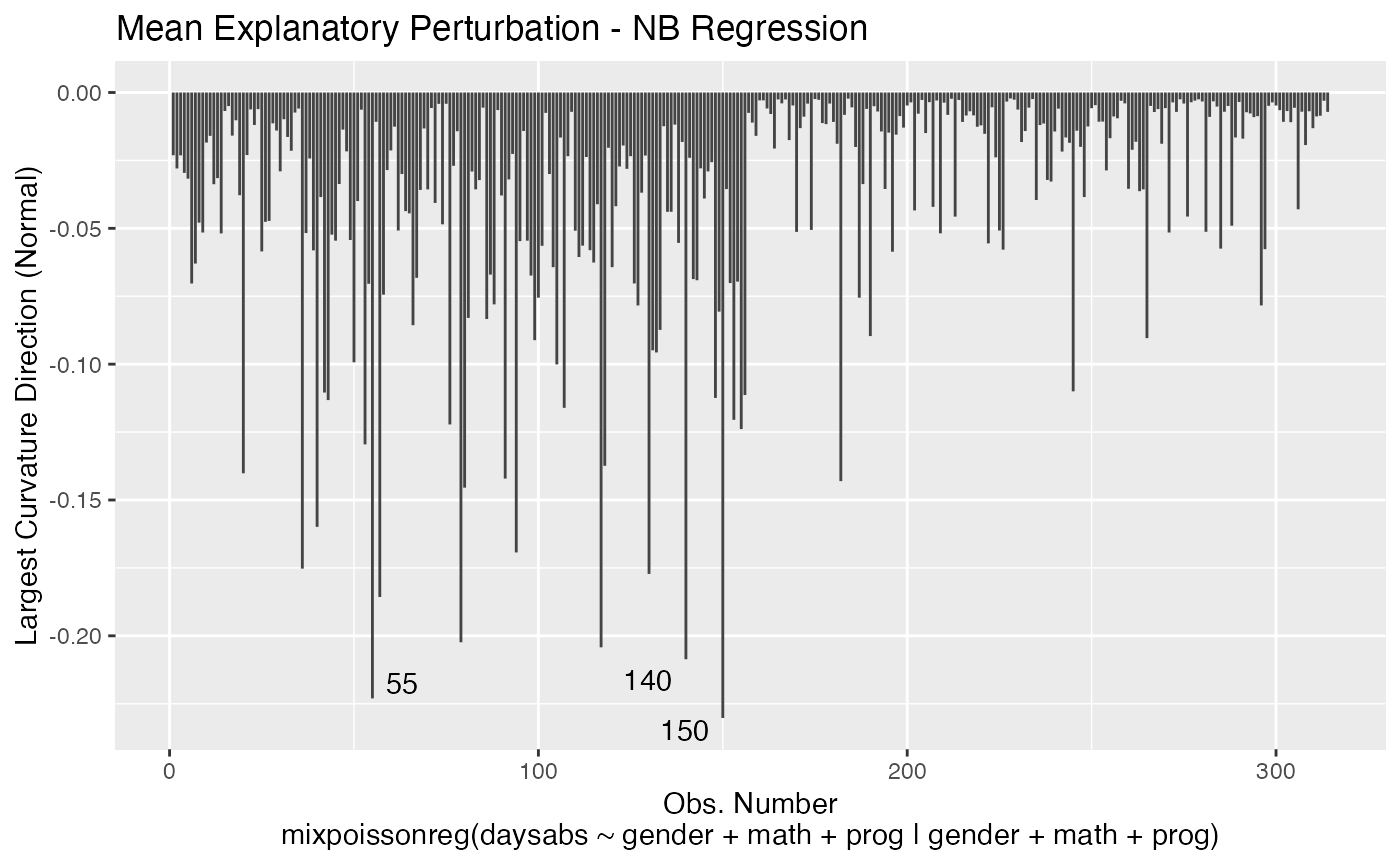 Mean Explanatory Perturbation - NB Regression
Largest Curvature Direction (Normal)
0.00
-0.05
-0.10
-0.15
-0.20
55
140
150
0 100 200 300
Obs. Number
mixpoissonreg(daysabs ~ gender + math + prog | gender + math + prog)